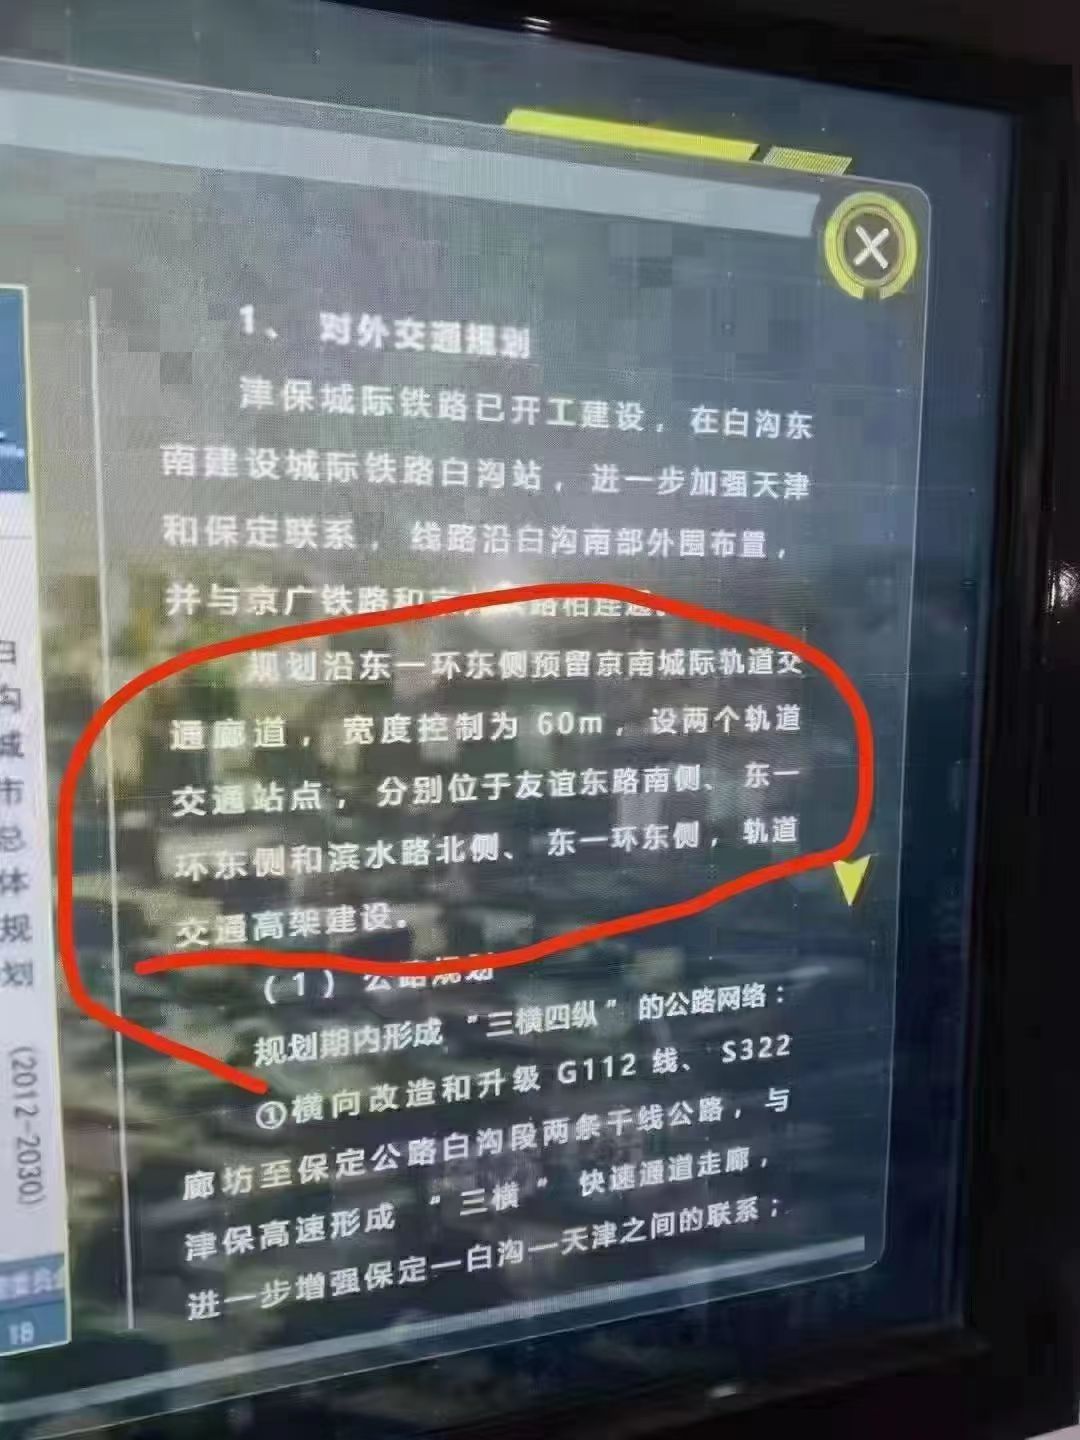 1、 对外交通规划
津保城际铁路已开工建设，在白沟东
南建设城际铁路白沟站，进一步加强天津
和保定联系，线路沿白沟南部外围布置，
并与京广铁路和京 铁路相连通。
规划沿东一环东侧预留京南城际轨道交
通廊道，宽度控制为 60m，设两个轨道
交通站点，分别位于友谊东路南侧、东一
环东侧和滨水路北侧、东一环东侧，轨道
交通高架建设。
（1）公路规划
规划期内形成“三横四纵”的公路网络：
①横向改造和升级 G112 线、 S322
廊坊至保定公路白沟段两条干线公路，与
津保高速形成 “三横” 快速通道走廊，
进一步增强保定—白沟—天津之间的联系；
白沟城市总体规划
(2012-2030)
18